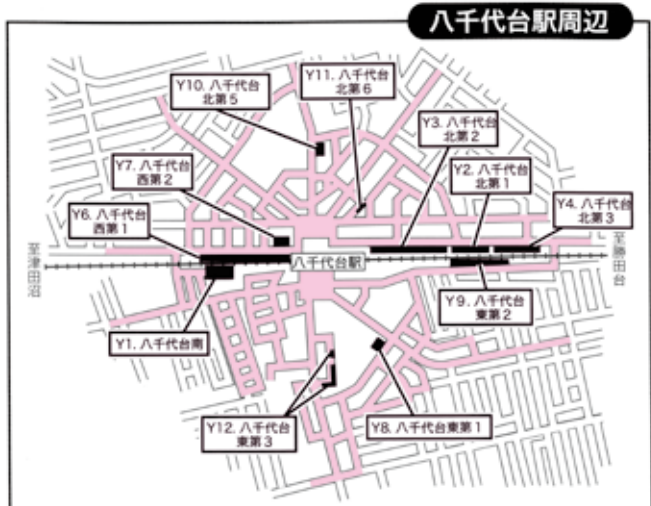 八千代台駅周辺
Y10. 八千代台
北第5
Y11. 八千代台
北第6
Y3. 八千代台
北第2
Y7. 八千代台
西第2
Y2. 八千代台
北第1
Y6. 八千代台
西第1
Y4. 八千代台
北第3
至津田沼
八千代台駅
至勝田台
Y9. 八千代台
東第2
Y1. 八千代台南
Y12. 八千代台
東第3
Y8. 八千代台東第1